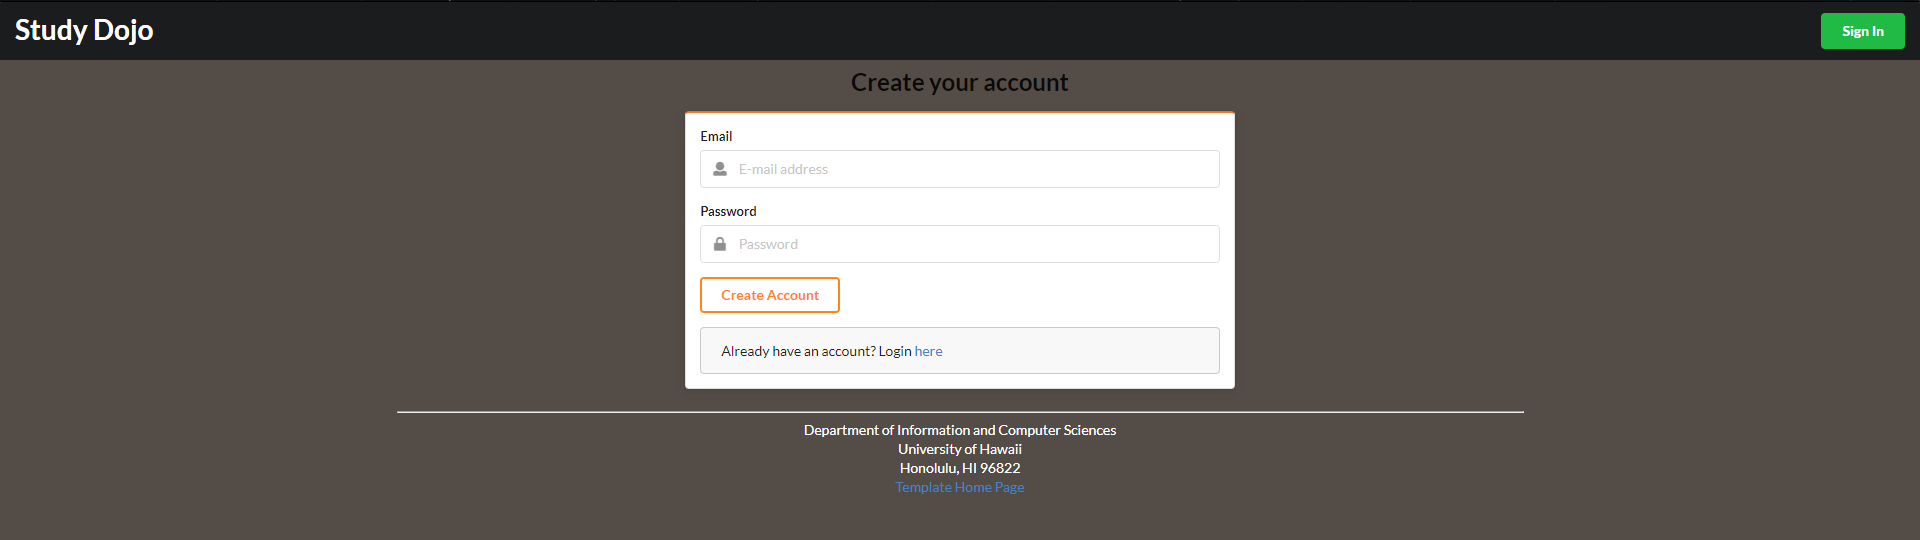 Study Dojo
Sign In
Create your account
Email
E-mail address
Password
Password
Create Account
Already have an account? Login here
Department of Information and Computer Sciences
University of Hawaii
Honolulu, HI 96822
Template Home Page